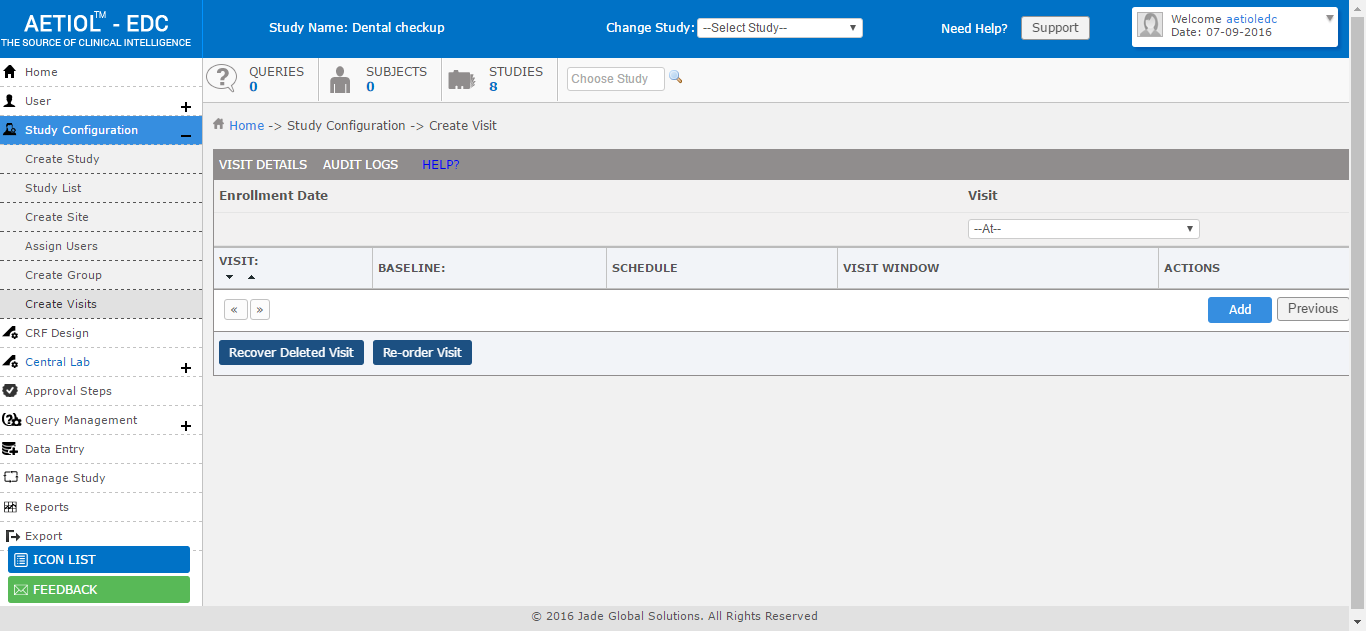 AETIOL™ - EDC
THE SOURCE OF CLINICAL INTELLIGENCE
Study Name: Dental checkup
Change Study: --Select Study--
Need Help? Support
Welcome aetioledc
Date: 07-09-2016
Home
User
Study Configuration
Create Study
Study List
Create Site
Assign Users
Create Group
Create Visits
CRF Design
Central Lab
Approval Steps
Query Management
Data Entry
Manage Study
Reports
Export
ICON LIST
FEEDBACK
QUERIES
0
SUBJECTS
0
STUDIES
8
Choose Study
Home -> Study Configuration -> Create Visit
VISIT DETAILS AUDIT LOGS HELP?
Enrollment Date Visit
--At--
VISIT: BASELINE: SCHEDULE VISIT WINDOW ACTIONS
« » Add Previous
Recover Deleted Visit Re-order Visit
© 2016 Jade Global Solutions. All Rights Reserved